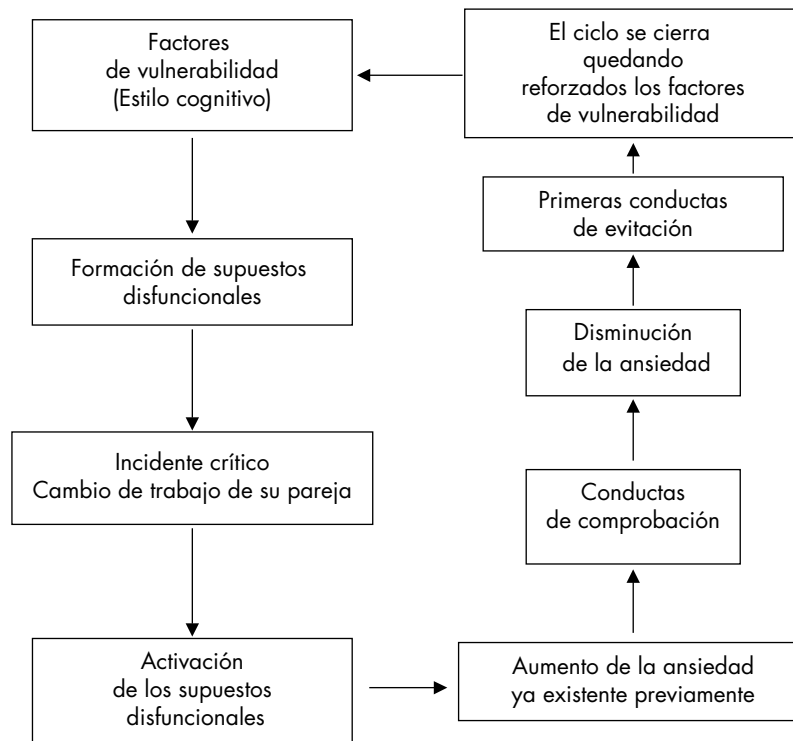 Factores
de vulnerabilidad
(Estilo cognitivo)
Formación de supuestos
disfuncionales
Incidente crítico
Cambio de trabajo de su pareja
Activación
de los supuestos
disfuncionales
Aumento de la ansiedad
ya existente previamente
Conductas
de comprobación
Disminución
de la ansiedad
Primeras conductas
de evitación
El ciclo se cierra
quedando
reforzados los factores
de vulnerabilidad